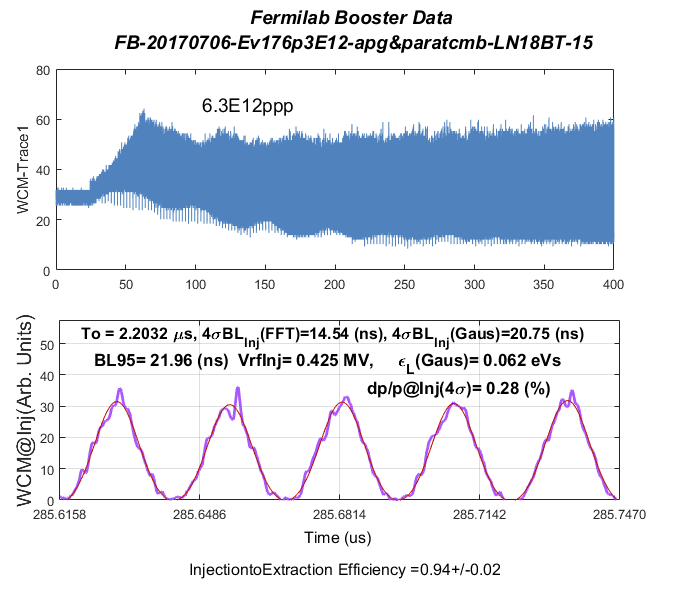 Fermilab Booster Data
FB-20170706-Ev176p3E12-apg&paratcmb-LN18BT-15
80
60
40
20
0
WCM-Trace1
6.3E12ppp
0 50 100 150 200 250 300 350 400
50
40
30
20
10
0
WCM@Inj(Arb. Units)
To = 2.2032 μs, 4σBL_Inj(FFT)=14.54 (ns), 4σBL_Inj(Gaus)=20.75 (ns)
BL95= 21.96 (ns) VrfInj= 0.425 MV, ϵ_L(Gaus)= 0.062 eVs
dp/p@Inj(4σ)= 0.28 (%)
285.6158 285.6486 285.6814 285.7142 285.7470
Time (us)
InjectiontoExtraction Efficiency =0.94+/-0.02